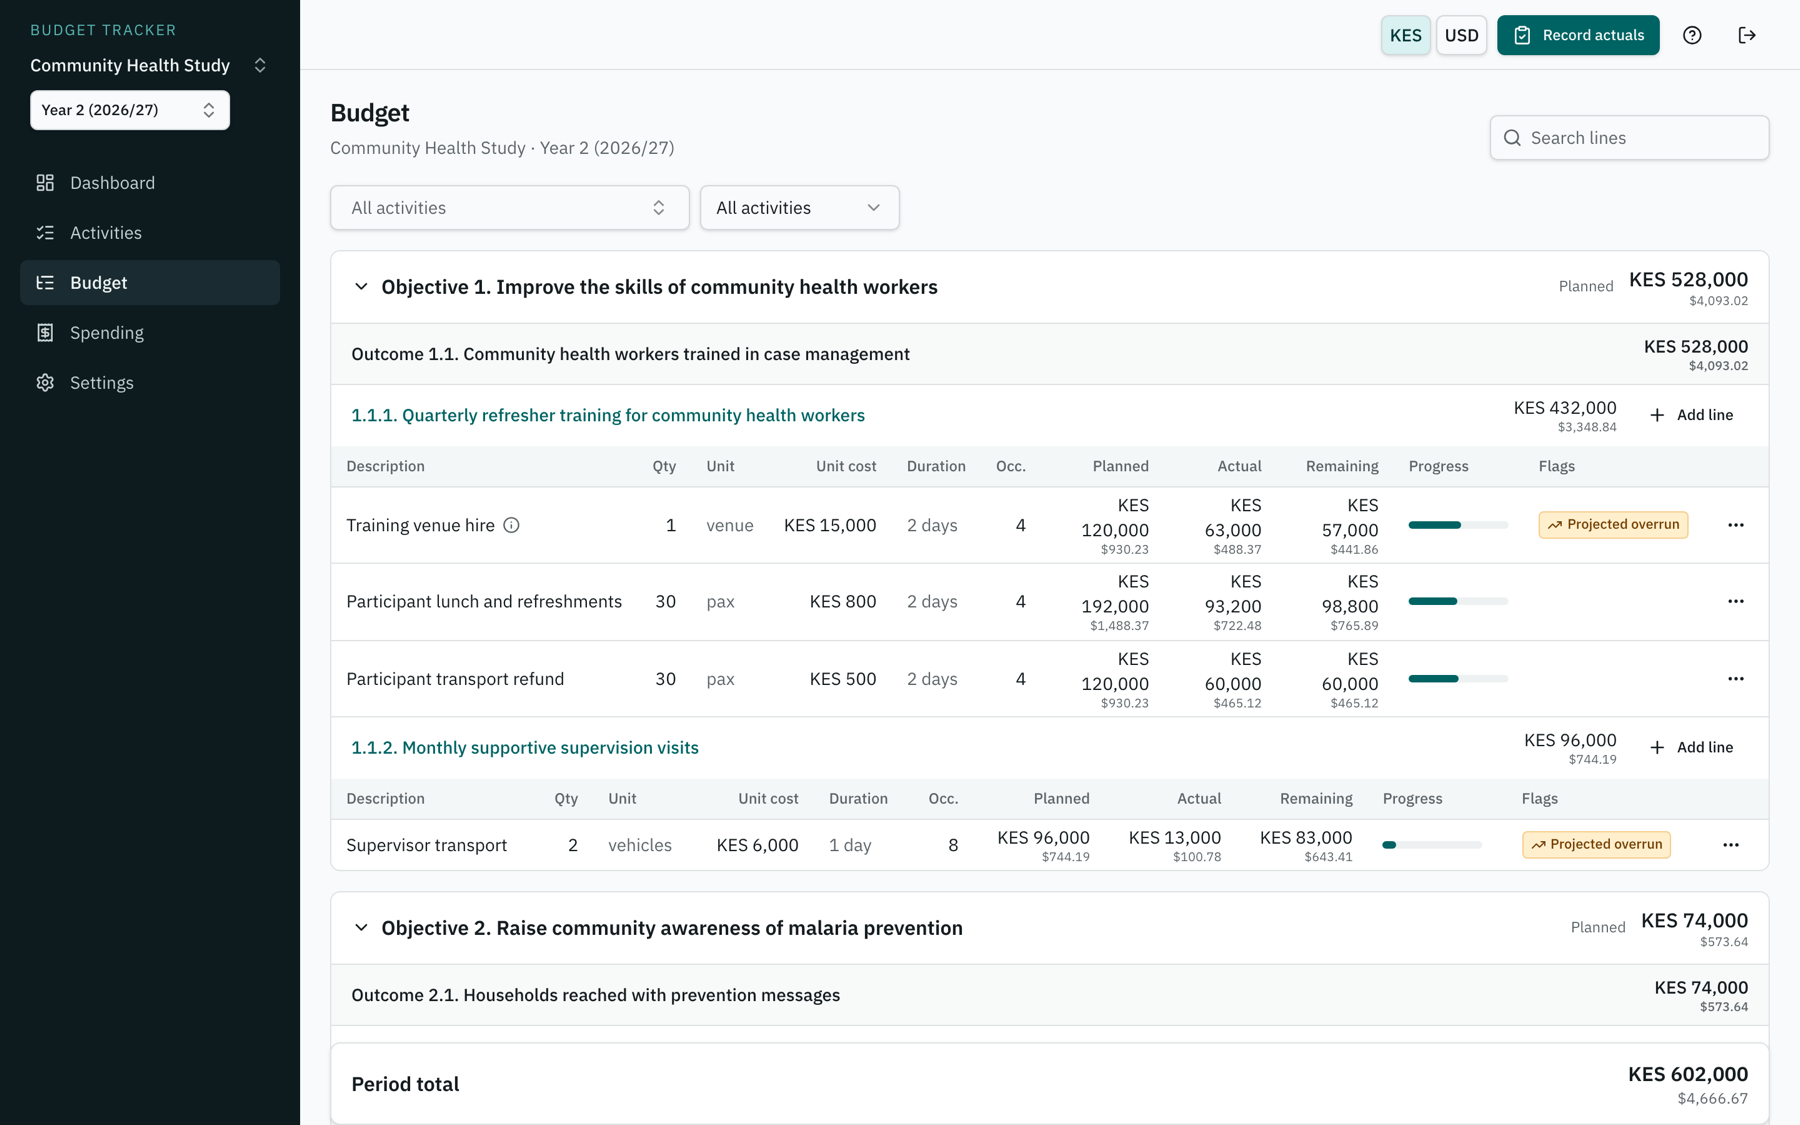 BUDGET TRACKER
Community Health Study
Year 2 (2026/27)
Dashboard
Activities
Budget
Spending
Settings
KES USD Record actuals
Budget
Community Health Study · Year 2 (2026/27)
Search lines
All activities All activities
Objective 1. Improve the skills of community health workers Planned KES 528,000
$4,093.02
Outcome 1.1. Community health workers trained in case management KES 528,000
$4,093.02
1.1.1. Quarterly refresher training for community health workers KES 432,000 Add line
$3,348.84
Description Qty Unit Unit cost Duration Occ. Planned Actual Remaining Progress Flags
Training venue hire 1 venue KES 15,000 2 days 4 KES 120,000 KES 63,000 KES 57,000 Projected overrun
$930.23 $488.37 $441.86
Participant lunch and refreshments 30 pax KES 800 2 days 4 KES 192,000 KES 93,200 KES 98,800
$1,488.37 $722.48 $765.89
Participant transport refund 30 pax KES 500 2 days 4 KES 120,000 KES 60,000 KES 60,000
$930.23 $465.12 $465.12
1.1.2. Monthly supportive supervision visits KES 96,000 Add line
$744.19
Description Qty Unit Unit cost Duration Occ. Planned Actual Remaining Progress Flags
Supervisor transport 2 vehicles KES 6,000 1 day 8 KES 96,000 KES 13,000 KES 83,000 Projected overrun
$744.19 $100.78 $643.41
Objective 2. Raise community awareness of malaria prevention Planned KES 74,000
$573.64
Outcome 2.1. Households reached with prevention messages KES 74,000
$573.64
Period total KES 602,000
$4,666.67